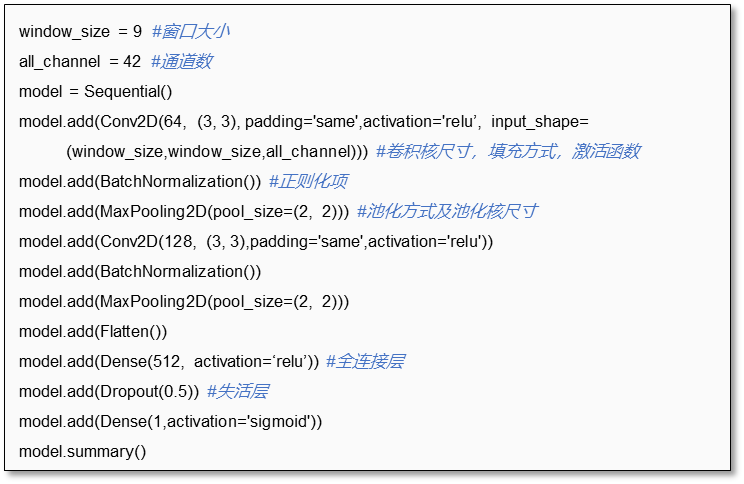 window_size = 9 #窗口大小
all_channel = 42 #通道数
model = Sequential()
model.add(Conv2D(64, (3, 3), padding='same',activation='relu’, input_shape=
(window_size,window_size,all_channel))) #卷积核尺寸，填充方式，激活函数
model.add(BatchNormalization()) #正则化项
model.add(MaxPooling2D(pool_size=(2, 2))) #池化方式及池化核尺寸
model.add(Conv2D(128, (3, 3),padding='same',activation='relu'))
model.add(BatchNormalization())
model.add(MaxPooling2D(pool_size=(2, 2)))
model.add(Flatten())
model.add(Dense(512, activation=‘relu’)) #全连接层
model.add(Dropout(0.5)) #失活层
model.add(Dense(1,activation='sigmoid'))
model.summary()